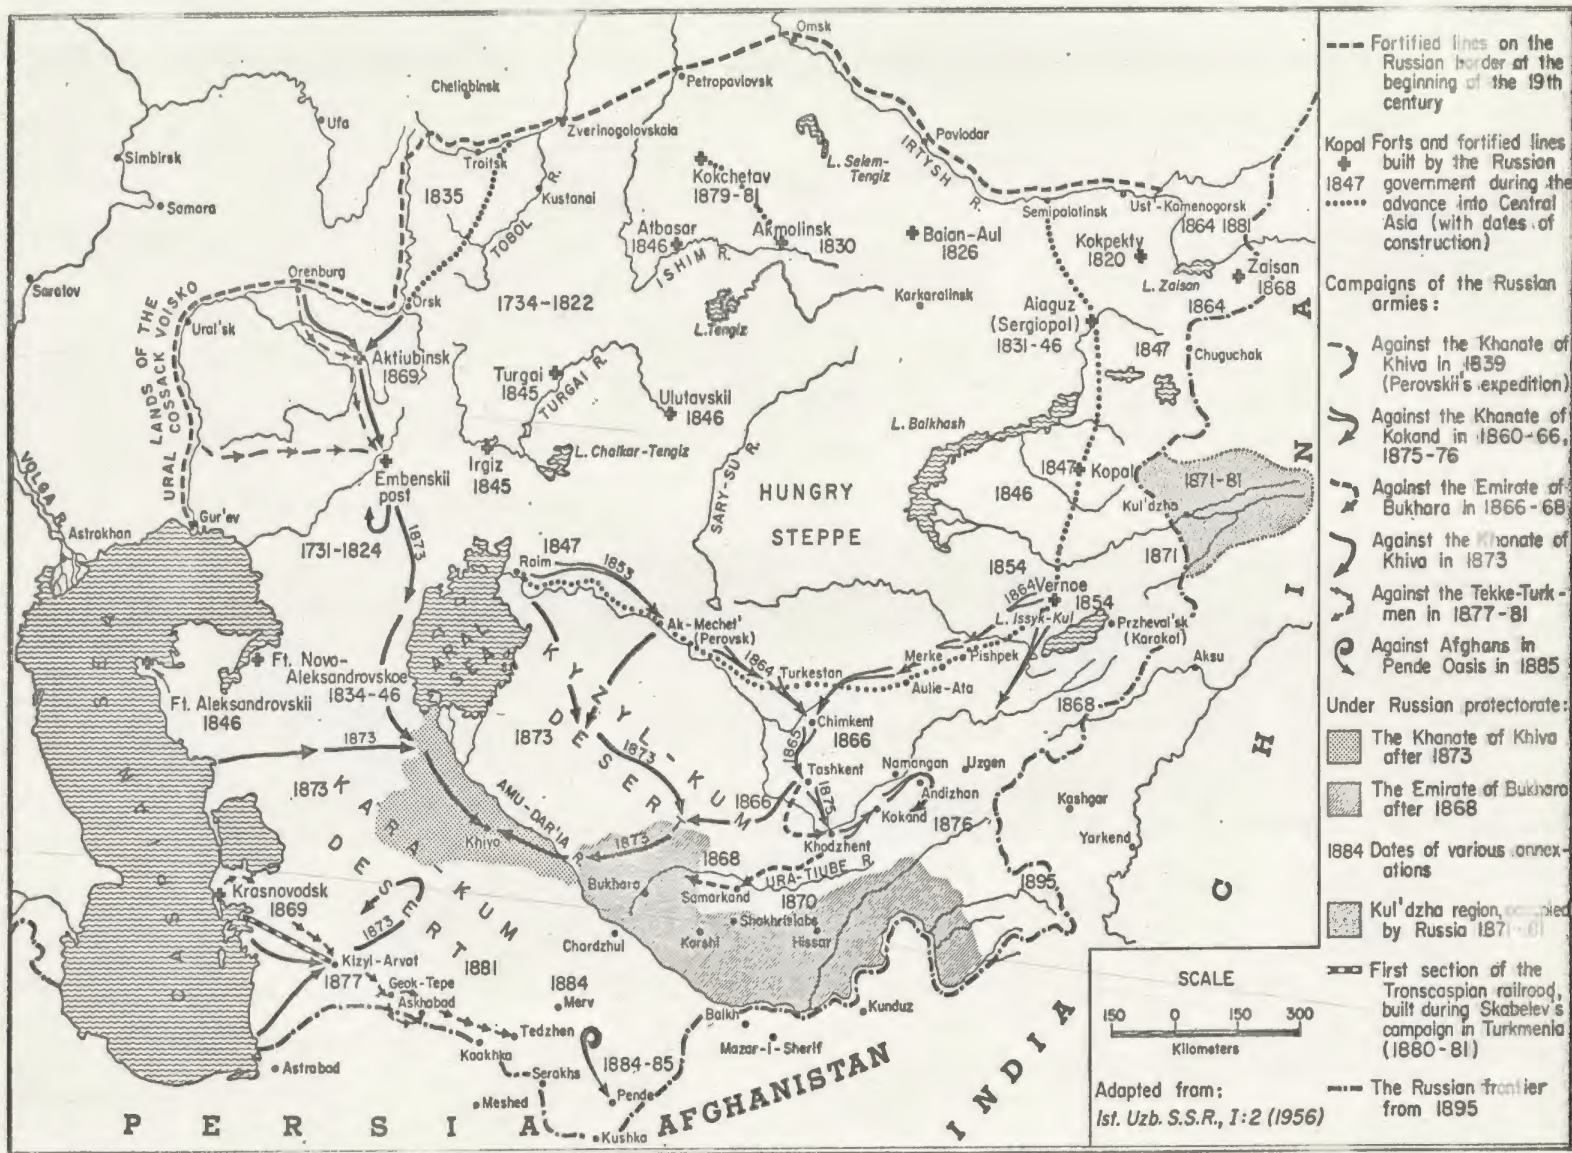 Omsk
Petropavlovsk
Cheliabinsk
Ufa
Zverinogolovskaia
Simbirsk
Troitsk
Pavlodar
IRTYSH R.
L. Selem-
Tengiz
Kokchetav
1879-81
1835
Kustanai
TOBOL R.
Samara
Semipalatinsk
Ust'-Kamenogorsk
1864 1881
Atbasar
1846
ISHIM R.
Akmolinsk
1830
Baian-Aul
1826
Kokpekty
1820
Zaisan
1868
L. Zaisan
1864
Saratov
Orenburg
Orsk
1734-1822
L. Tengiz
Karkaralinsk
Aiaguz
(Sergiopol)
1831-46
1847
Chuguchak
URAL LANDS OF THE
COSSACK VOISKO
Ural'sk
Aktiubinsk
1869
Turgai
1845
TURGAI R.
Ulutavskii
1846
L. Balkhash
VOLGA R.
Irgiz
1845
L. Chalkar-Tengiz
SARY-SU R.
HUNGRY
STEPPE
1847
Kopal
1846
1871-81
Kul'dzha
Embenskii
post
Gur'ev
Astrakhan
1731-1824
1873
Raim
1847
1853
1854
1864
Vernoe
1854
1871
L. Issyk-Kul
Przheval'sk
(Karakol)
Ak-Mechet'
(Perovsk)
ARAL
SEA
Merke
Pishpek
Aksu
Ft. Novo-
Aleksandrovskoe
1834-46
Ft. Aleksandrovskii
1846
1864
Turkestan
Aulie-Ata
1868
CASPIAN SEA
KYZYL-KUM
DESERT
1873
1873
Chimkent
1866
1865
Tashkent
Namangan
Uzgen
Andizhan
1873
1873
KARA-KUM
DESERT
AMU-DAR'IA R.
1866
1875
Kokand
1876
Kashgar
Yarkend
Khiva
1873
Khodzhent
1868
URA-TIUBE R.
Bukhara
Samarkand
1870
1895
Krasnovodsk
1869
1873
Shakhrisiabs
Karshi
Hissar
Chardzhui
Kizyl-Arvat
1877
1881
Geok-Tepe
Askhabad
1884
Merv
Tedzhen
Kunduz
Balkh
Mazar-i-Sherif
Kaakhka
1884-85
Astrabad
Serakhs
Meshed
Pende
Kushka
PERSIA
AFGHANISTAN
INDIA
CHINA
Fortified lines on the
Russian border at the
beginning of the 19th
century
Kopal Forts and fortified lines
built by the Russian
1847 government during the
advance into Central
Asia (with dates of
construction)
Campaigns of the Russian
armies:
Against the Khanate of
Khiva in 1839
(Perovskii's expedition)
Against the Khanate of
Kokand in 1860-66,
1875-76
Against the Emirate of
Bukhara in 1866-68
Against the Khanate of
Khiva in 1873
Against the Tekke-Turk-
men in 1877-81
Against Afghans in
Pende Oasis in 1885
Under Russian protectorate:
The Khanate of Khiva
after 1873
The Emirate of Bukhara
after 1868
1884 Dates of various annex-
ations
Kul'dzha region, occupied
by Russia 1871-81
First section of the
Transcaspian railroad,
built during Skabelev's
campaign in Turkmenia
(1880-81)
The Russian frontier
from 1895
SCALE
150 0 150 300
Kilometers
Adapted from:
Ist. Uzb. S.S.R., I:2 (1956)